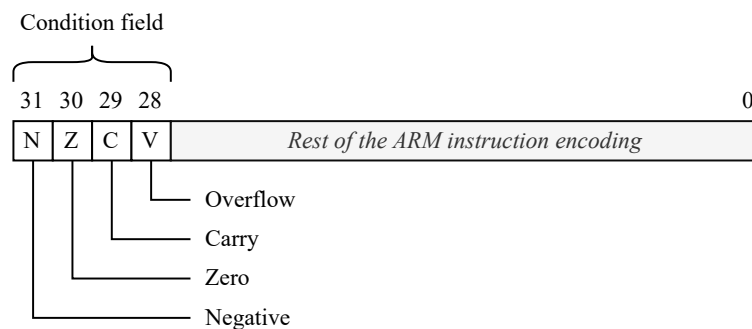 Condition field
31 30 29 28 0
N Z C V Rest of the ARM instruction encoding
Overflow
Carry
Zero
Negative